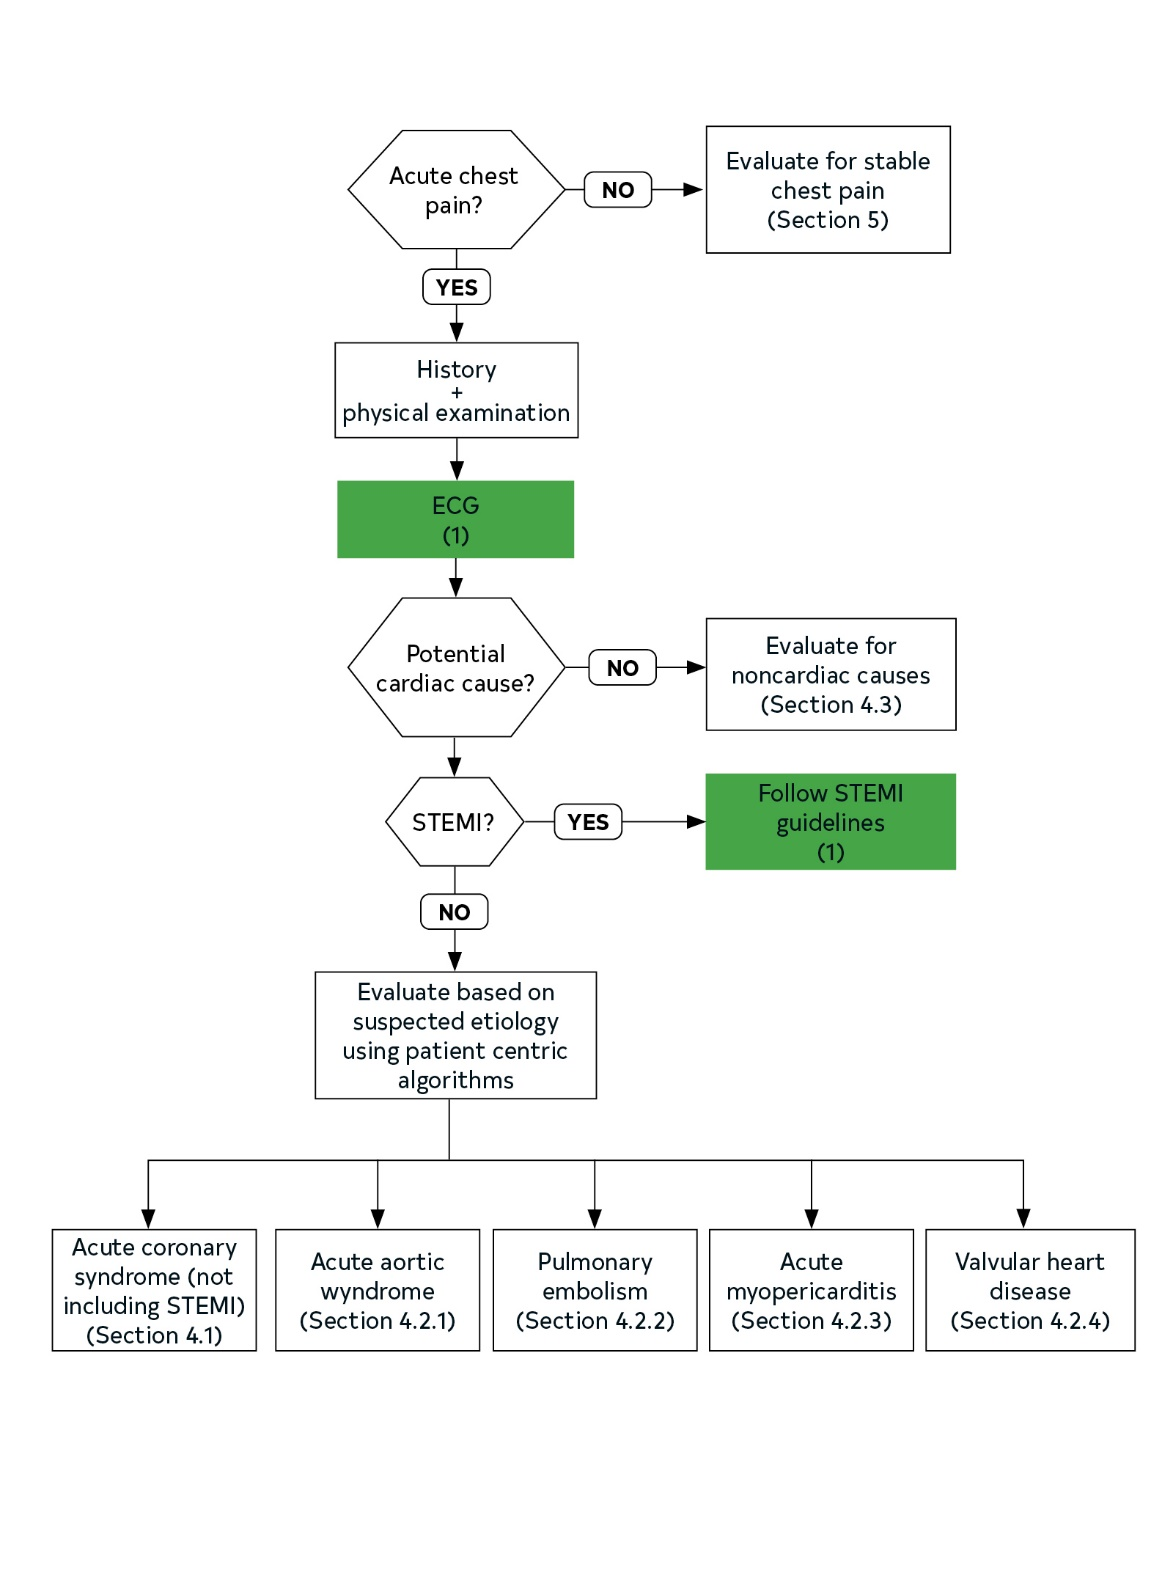 Acute chest
pain?
NO
Evaluate for stable
chest pain
(Section 5)
YES
History
+
physical examination
ECG
(1)
Potential
cardiac cause?
NO
Evaluate for
noncardiac causes
(Section 4.3)
STEMI?
YES
Follow STEMI
guidelines
(1)
NO
Evaluate based on
suspected etiology
using patient centric
algorithms
Acute coronary
syndrome (not
including STEMI)
(Section 4.1)
Acute aortic
wyndrome
(Section 4.2.1)
Pulmonary
embolism
(Section 4.2.2)
Acute
myopericarditis
(Section 4.2.3)
Valvular heart
disease
(Section 4.2.4)